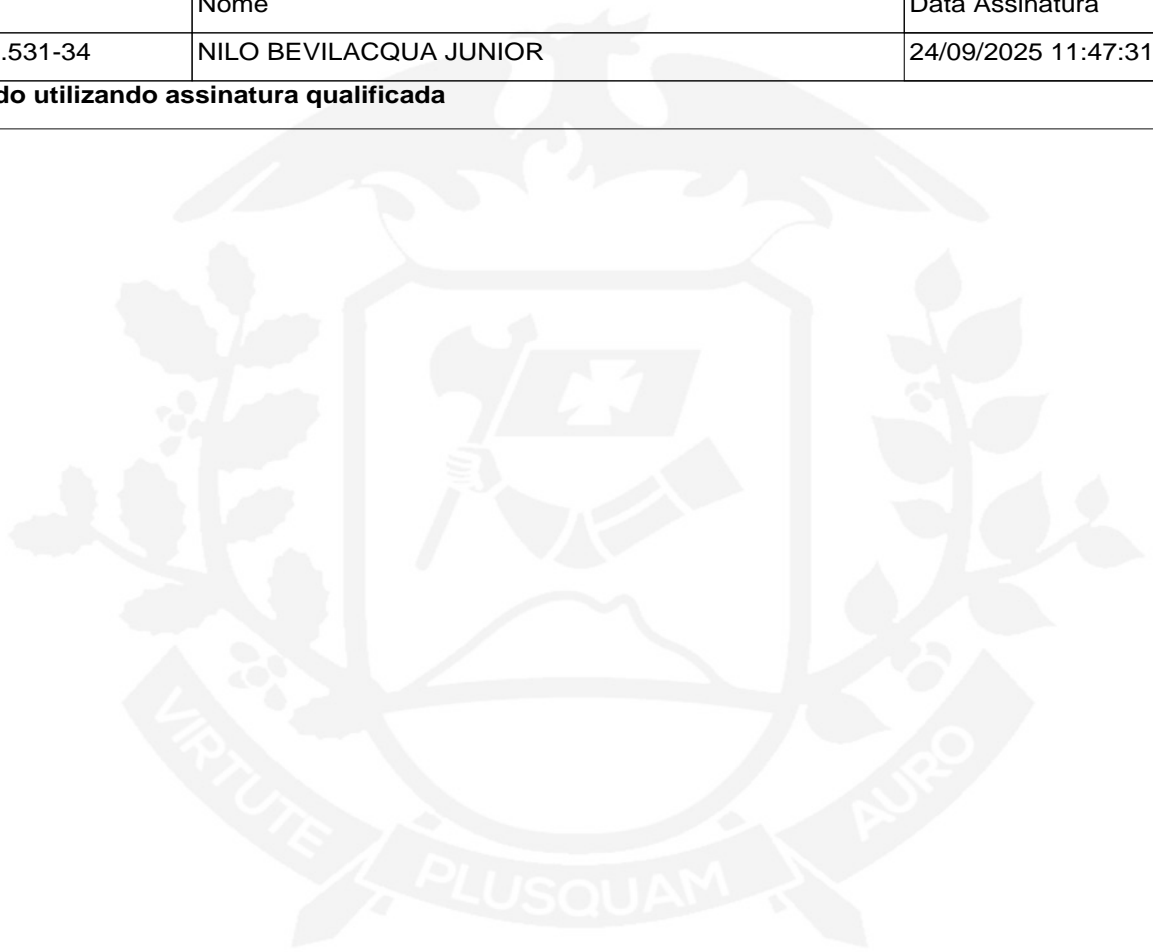 Nome Data Assinatura
.531-34 NILO BEVILACQUA JUNIOR 24/09/2025 11:47:31
do utilizando assinatura qualificada
VIRTUTE PLUSQUAM AURO